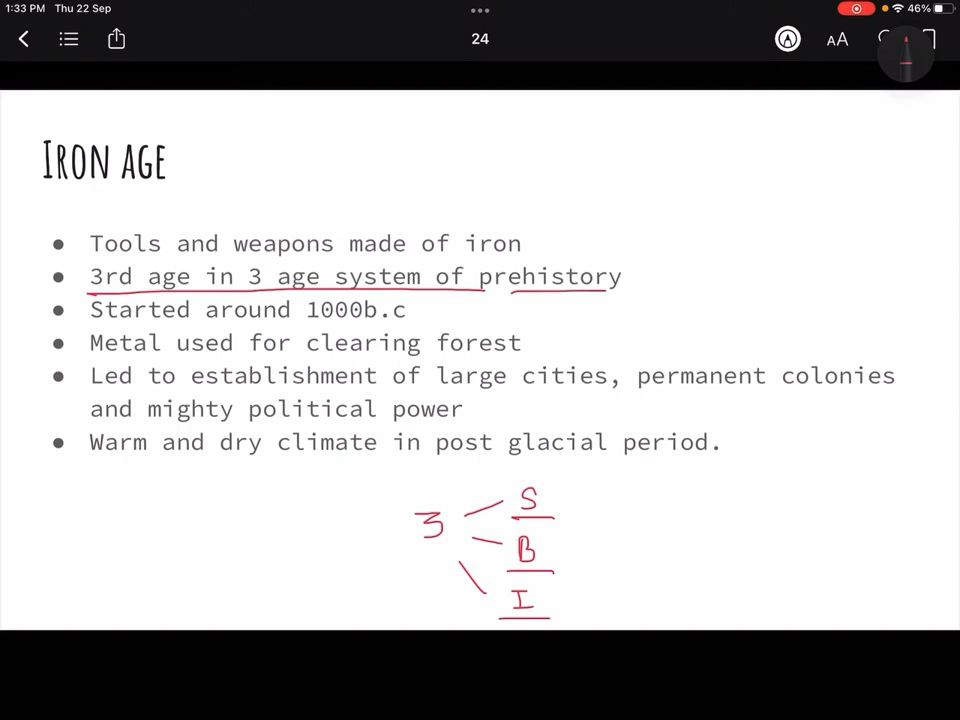 1:33 PM Thu 22 Sep
46%
24
AA
IRON AGE
● Tools and weapons made of iron
● 3rd age in 3 age system of prehistory
● Started around 1000b.c
● Metal used for clearing forest
● Led to establishment of large cities, permanent colonies
and mighty political power
● Warm and dry climate in post glacial period.
S
3
B
I